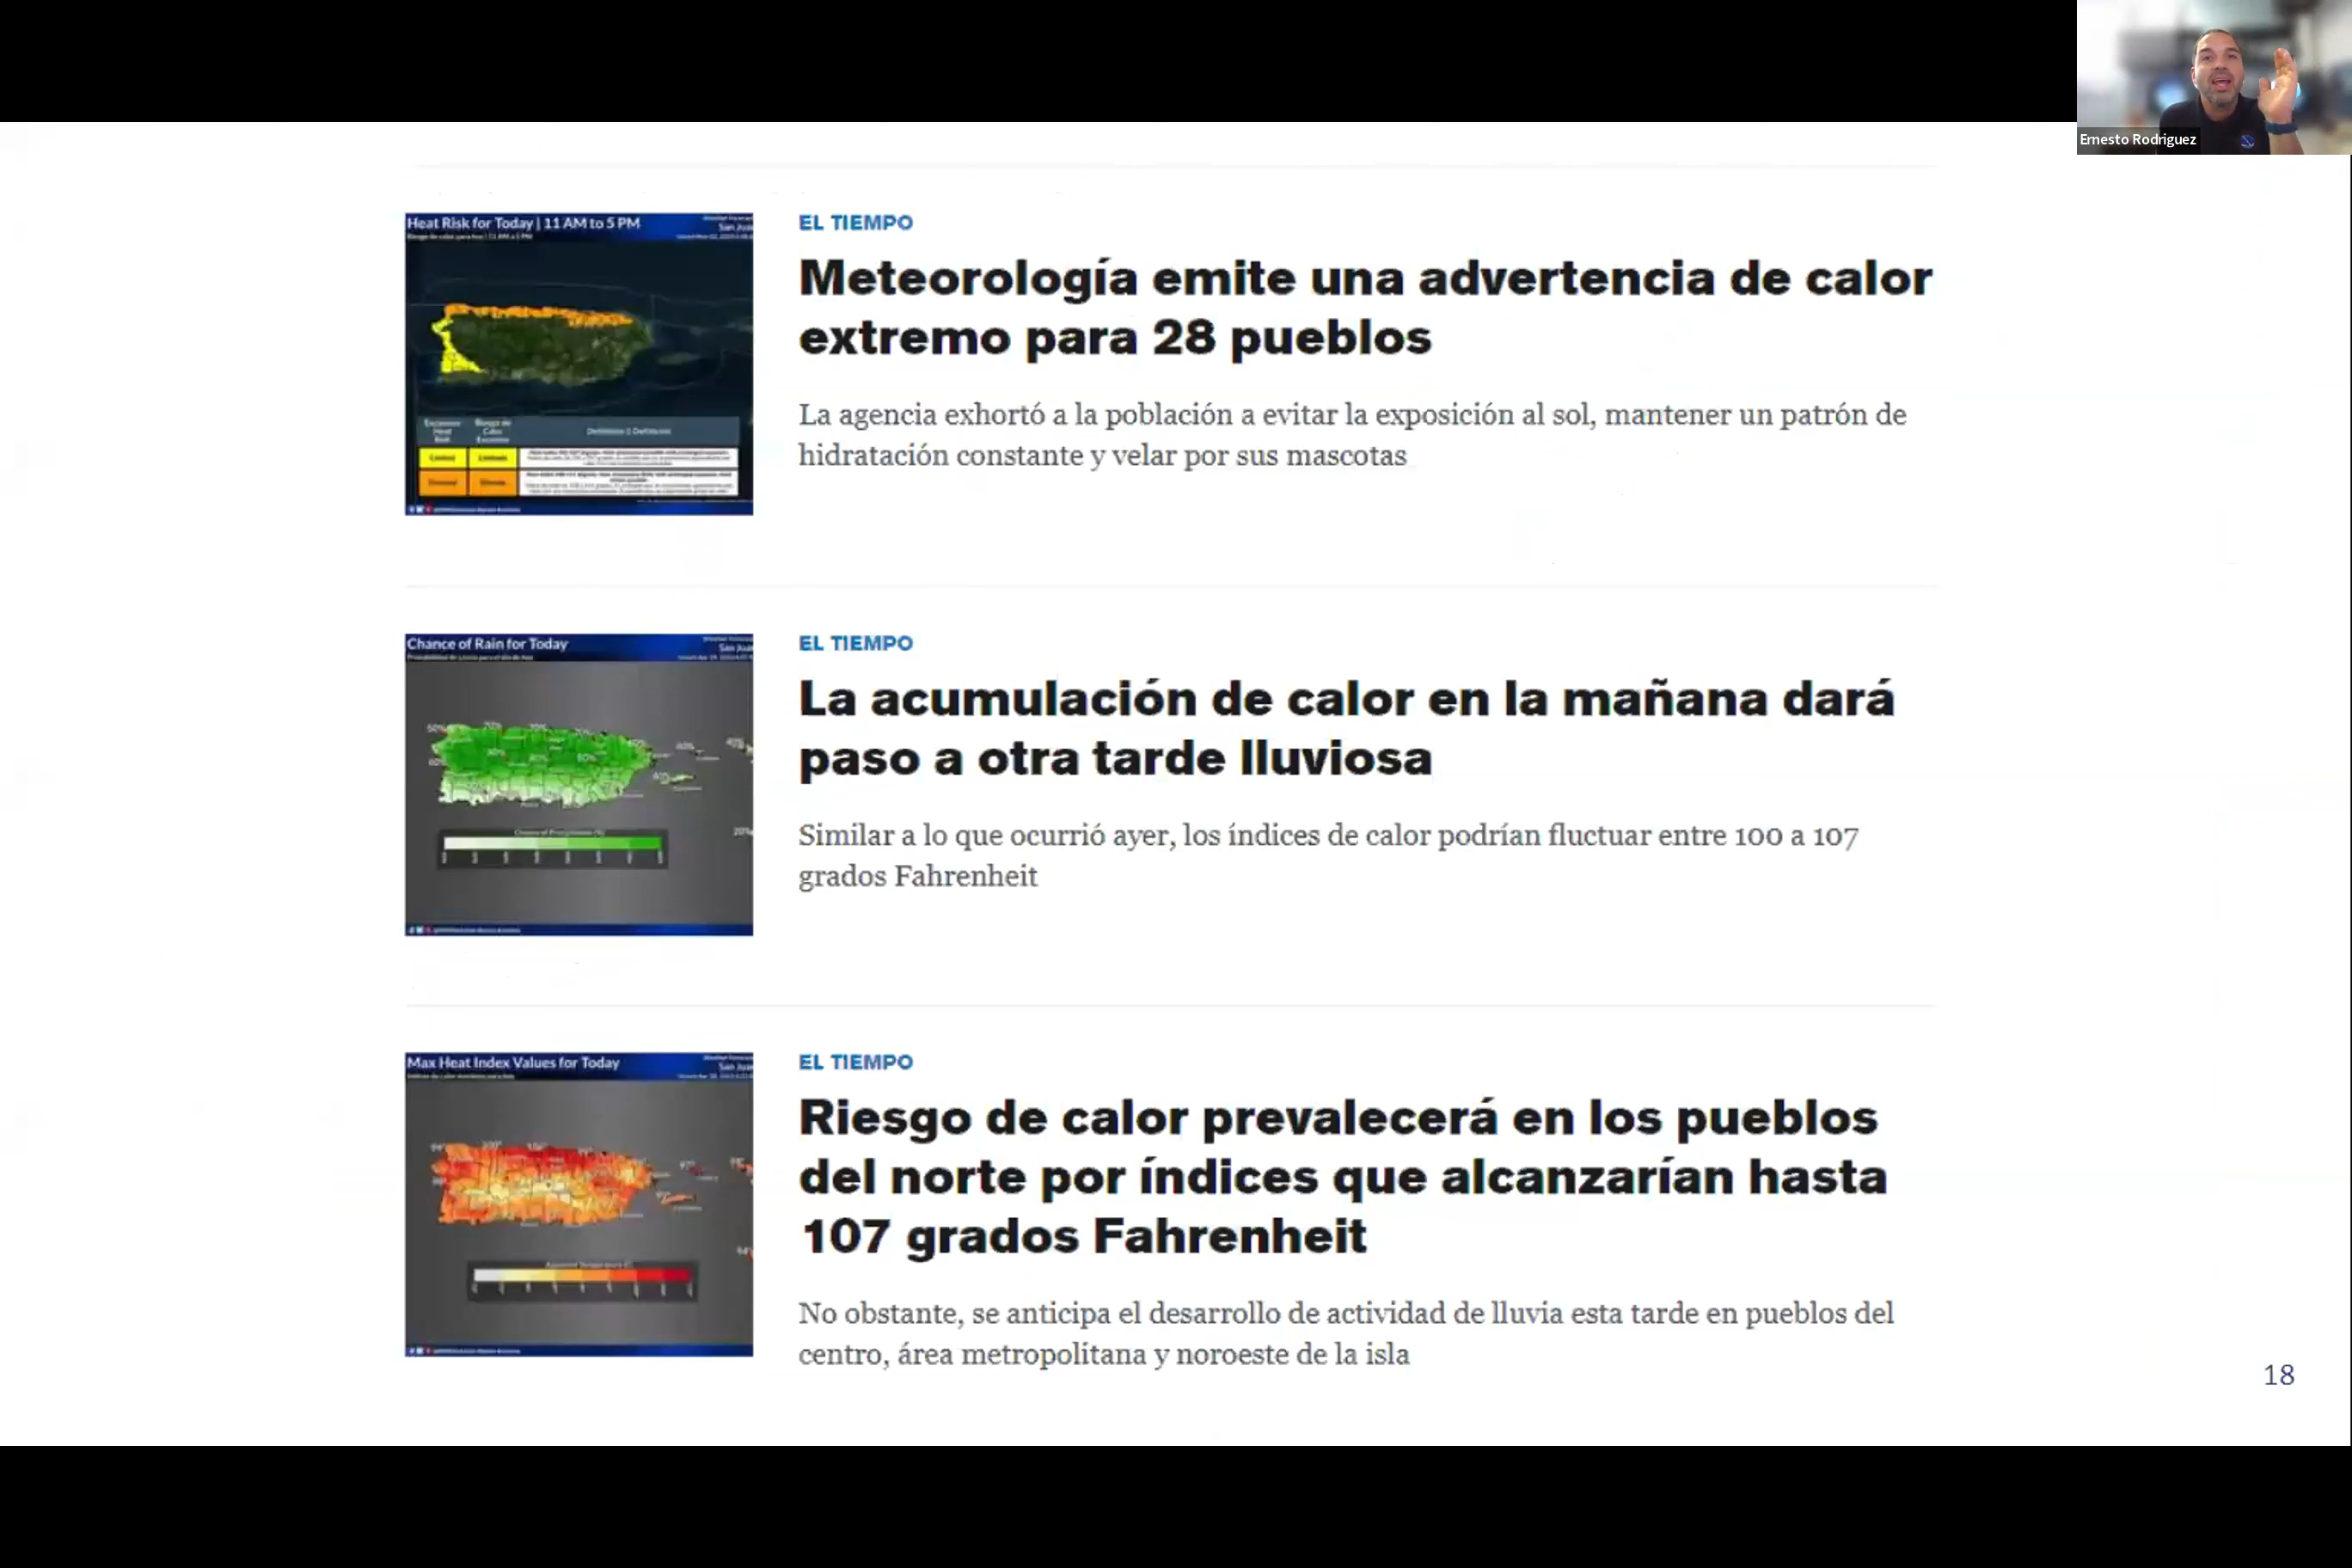 Ernesto Rodriguez
Heat Risk for Today | 11 AM to 5 PM
San Jua
EL TIEMPO
Meteorología emite una advertencia de calor
extremo para 28 pueblos
La agencia exhortó a la población a evitar la exposición al sol, mantener un patrón de
hidratación constante y velar por sus mascotas
Chance of Rain for Today
San Jua
EL TIEMPO
La acumulación de calor en la mañana dará
paso a otra tarde lluviosa
Similar a lo que ocurrió ayer, los índices de calor podrían fluctuar entre 100 a 107
grados Fahrenheit
Max Heat Index Values for Today
San Jua
EL TIEMPO
Riesgo de calor prevalecerá en los pueblos
del norte por índices que alcanzarían hasta
107 grados Fahrenheit
No obstante, se anticipa el desarrollo de actividad de lluvia esta tarde en pueblos del
centro, área metropolitana y noroeste de la isla
18